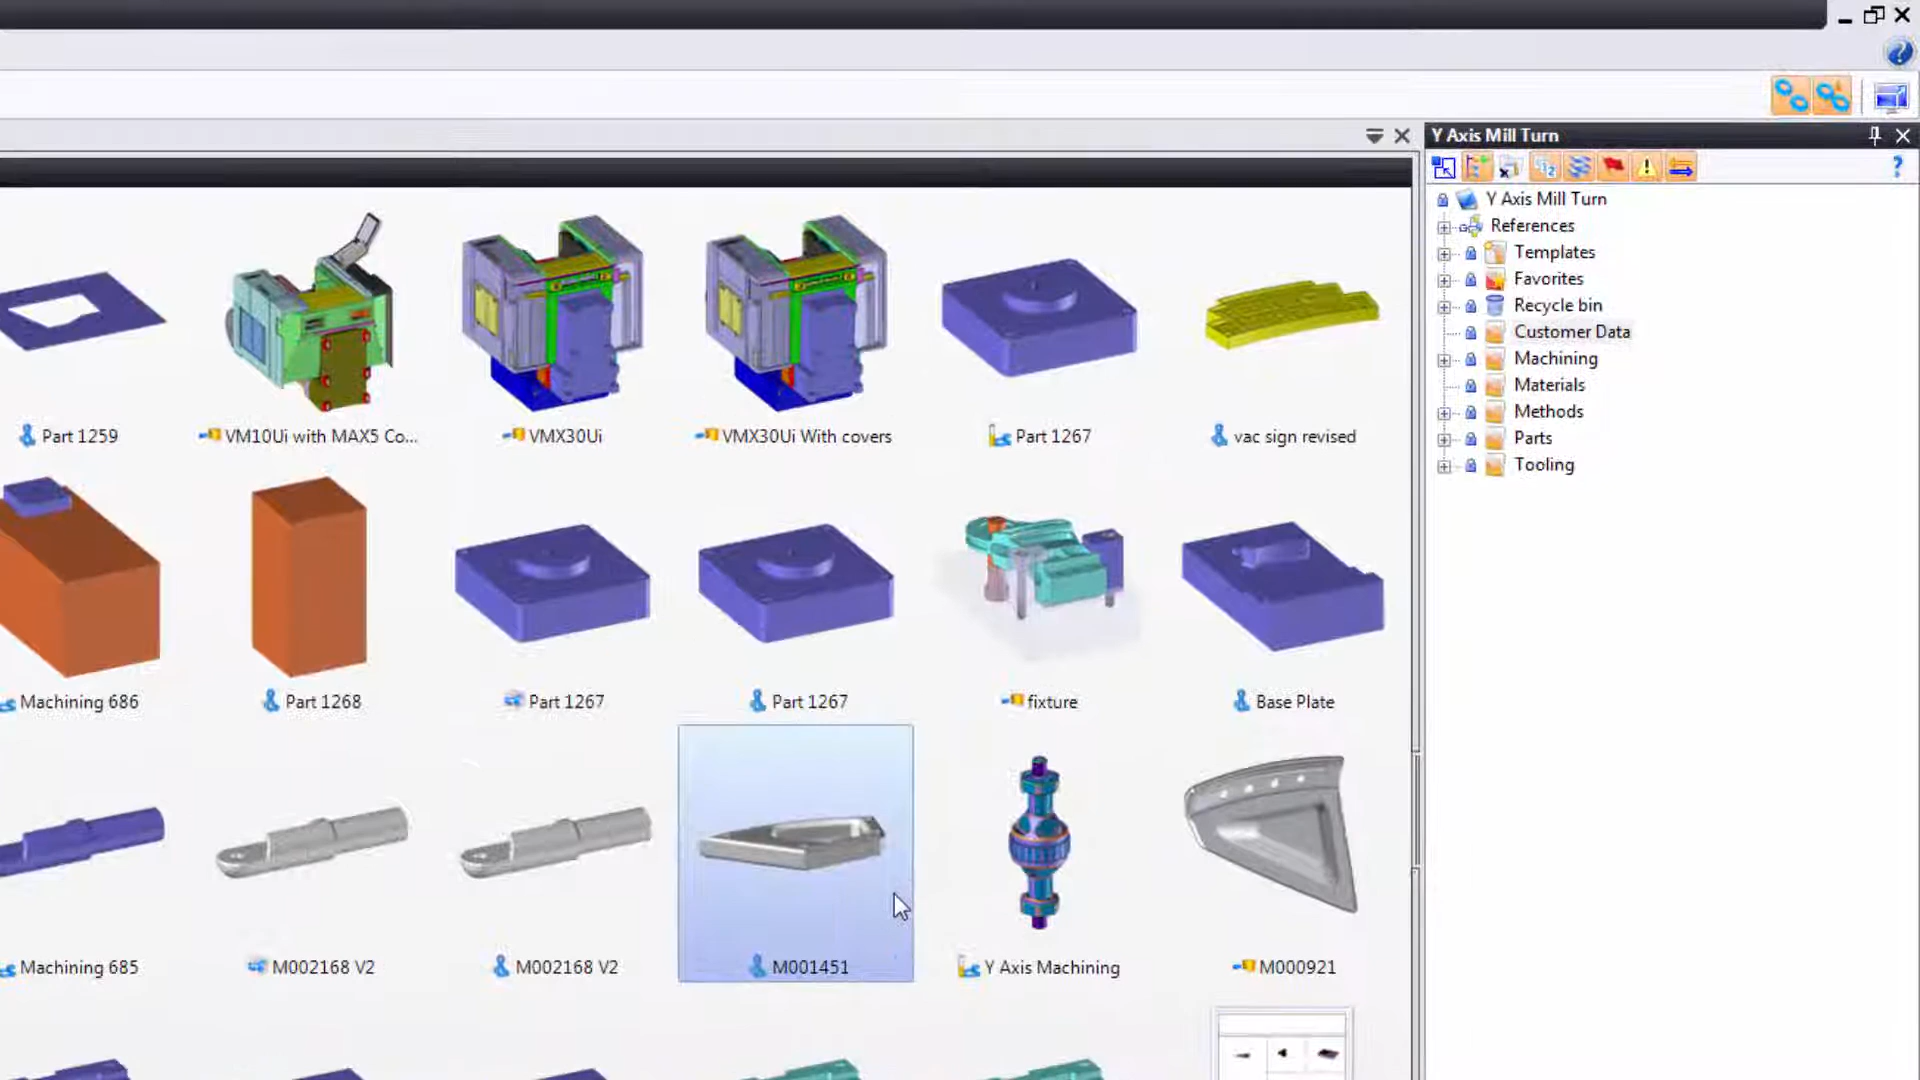 Y Axis Mill Turn
Y Axis Mill Turn
References
Templates
Favorites
Recycle bin
Customer Data
Machining
Materials
Methods
Parts
Tooling
Part 1259
VM10Ui with MAX5 Co...
VMX30Ui
VMX30Ui With covers
Part 1267
vac sign revised
Machining 686
Part 1268
Part 1267
Part 1267
fixture
Base Plate
Machining 685
M002168 V2
M002168 V2
M001451
Y Axis Machining
M000921